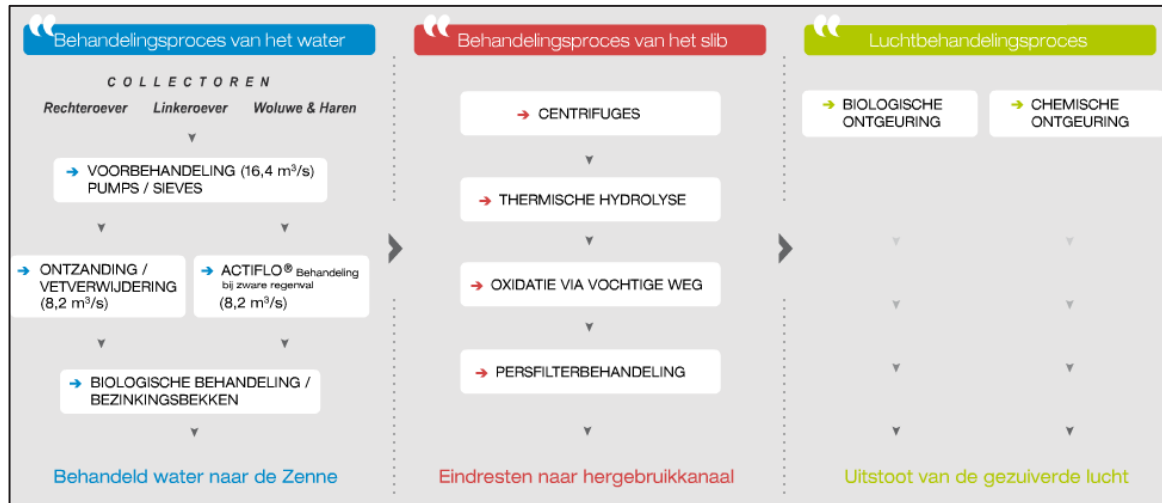 Behandelingsproces van het water
COLLECTOREN
Rechteroever Linkeroever Woluwe & Haren
VOORBEHANDELING (16,4 m³/s)
PUMPS / SIEVES
ONTZANDING /
VETVERWIJDERING
(8,2 m³/s)
ACTIFLO® Behandeling
bij zware regenval
(8,2 m³/s)
BIOLOGISCHE BEHANDELING /
BEZINKINGSBEKKEN
Behandeld water naar de Zenne
Behandelingsproces van het slib
CENTRIFUGES
THERMISCHE HYDROLYSE
OXIDATIE VIA VOCHTIGE WEG
PERSFILTERBEHANDELING
Eindresten naar hergebruikkanaal
Luchtbehandelingsproces
BIOLOGISCHE
ONTGEURING
CHEMISCHE
ONTGEURING
Uitstoot van de gezuiverde lucht